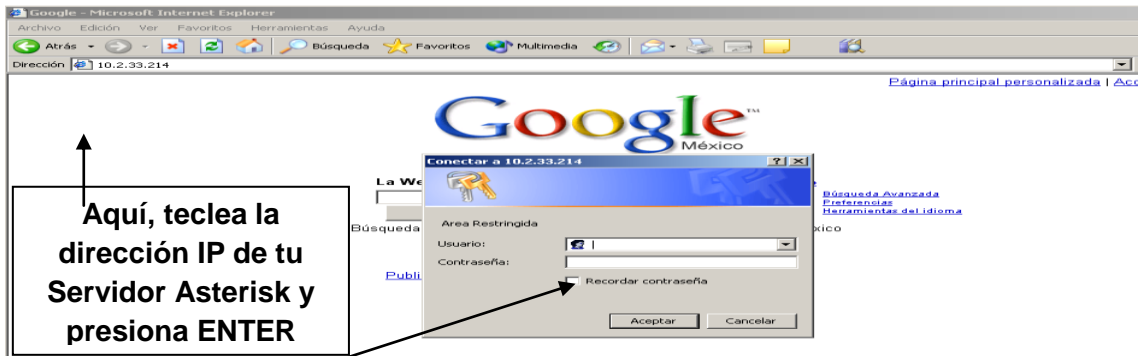 Google - Microsoft Internet Explorer
Archivo Edición Ver Favoritos Herramientas Ayuda
Atrás Búsqueda Favoritos Multimedia
Dirección 10.2.33.214
Página principal personalizada | Acc
Google™
México
Conectar a 10.2.33.214
La We
Búsqueda Avanzada
Preferencias
Herramientas del idioma
Búsqueda
xico
Area Restringida
Usuario:
Contraseña:
Recordar contraseña
Aceptar Cancelar
Publi
Aquí, teclea la
dirección IP de tu
Servidor Asterisk y
presiona ENTER